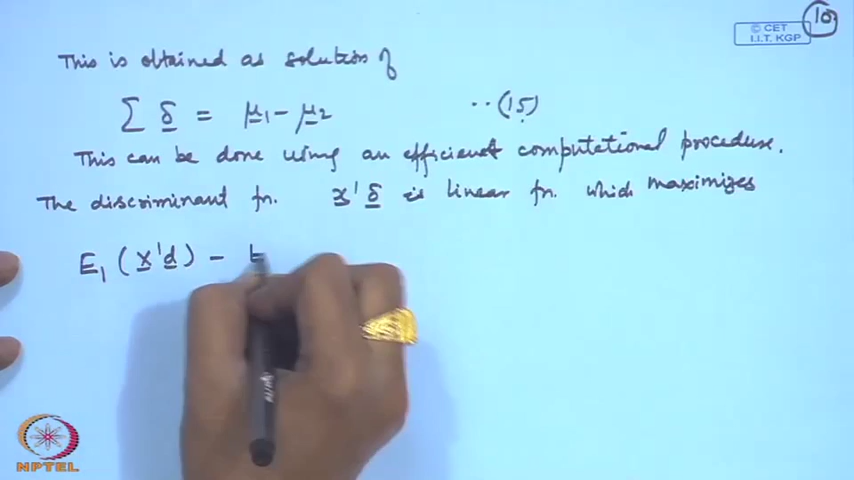 10
© CET
I.I.T. KGP
This is obtained as solution of
Σ δ = μ1 - μ2 ..(15).
This can be done using an efficient computational procedure.
The discriminant fn. x'δ is linear fn. which maximizes
E1 (x'd) - E
NPTEL